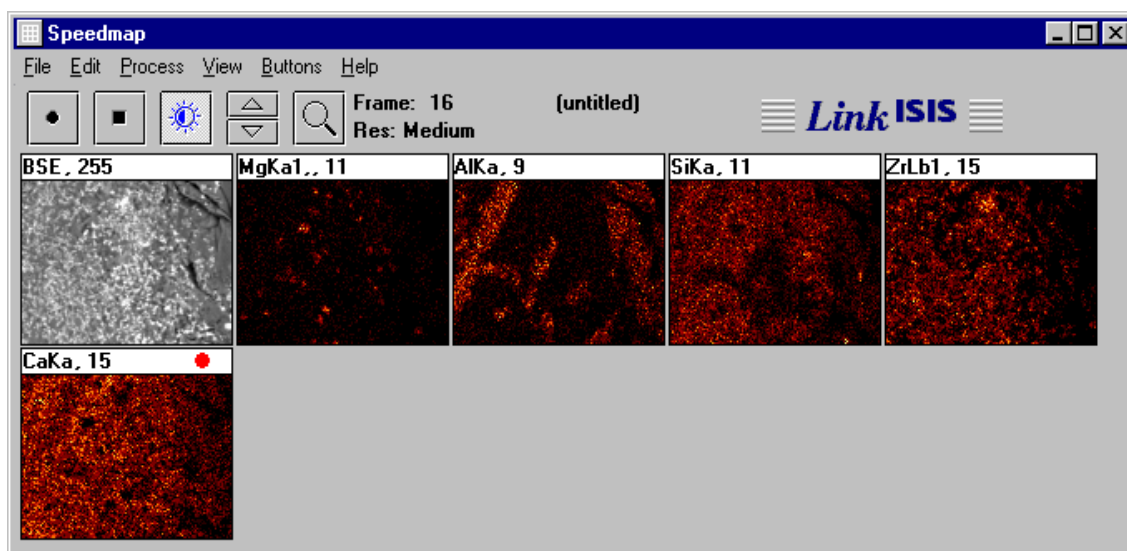 Speedmap
File Edit Process View Buttons Help
Frame: 16 (untitled)
Res: Medium
Link ISIS
BSE, 255 MgKa1,, 11 AlKa, 9 SiKa, 11 ZrLb1, 15
CaKa, 15